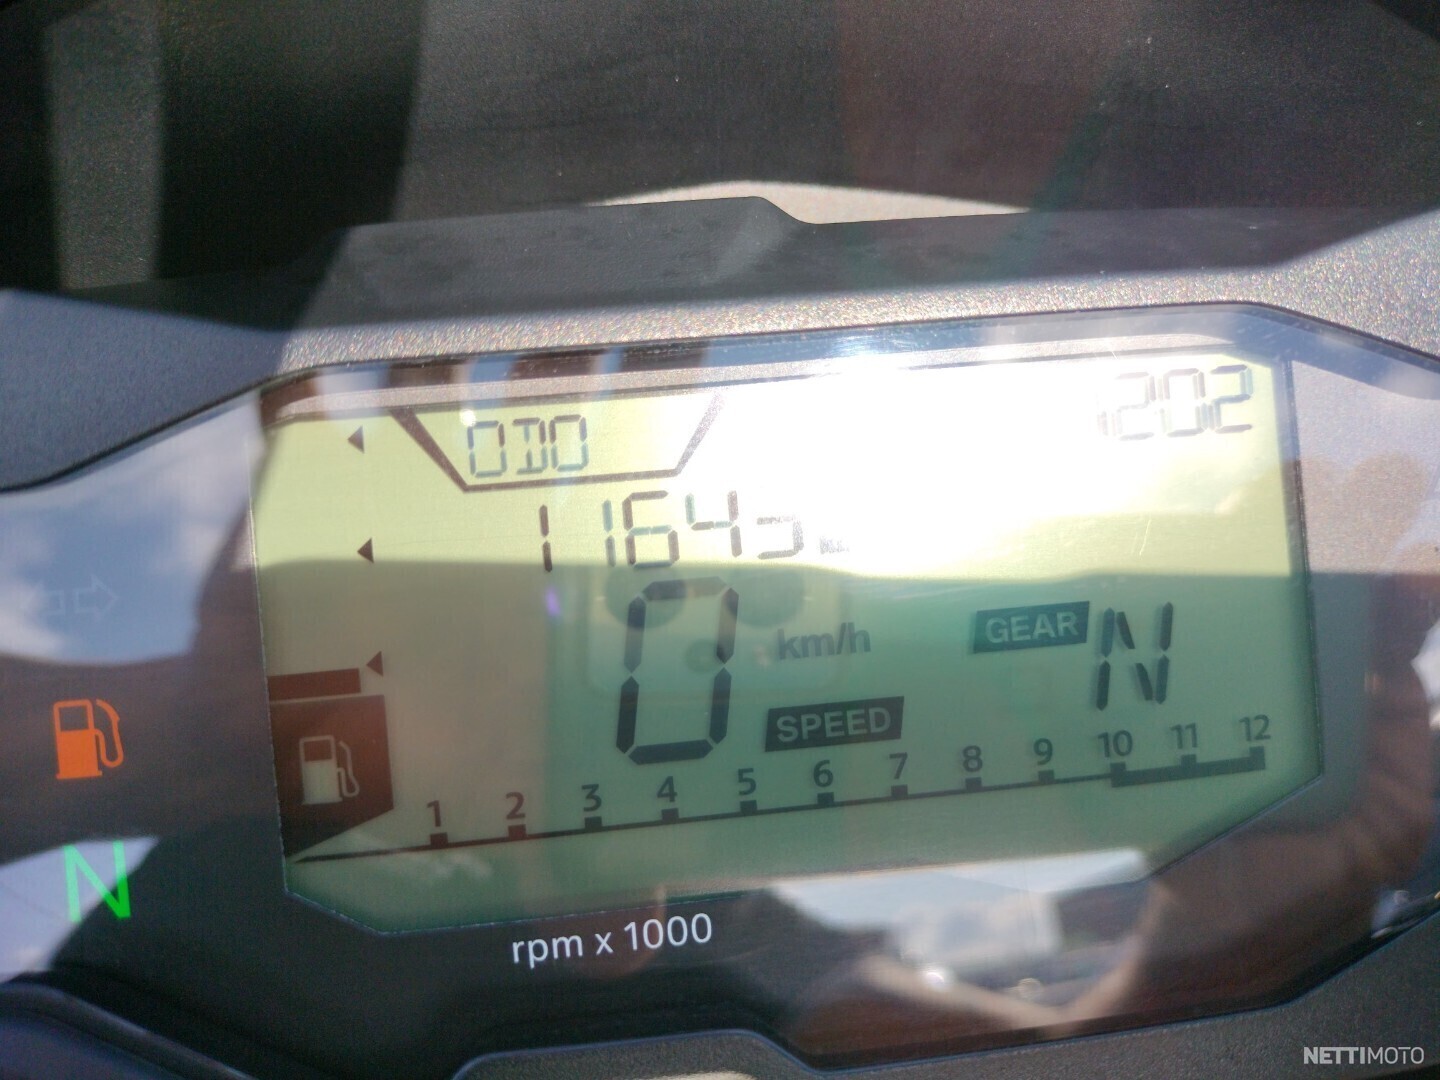 1202
ODO
km/h
GEAR N
0
SPEED
1 2 3 4 5 6 7 8 9 10 11 12
N
rpm x 1000
NETTIMOTO